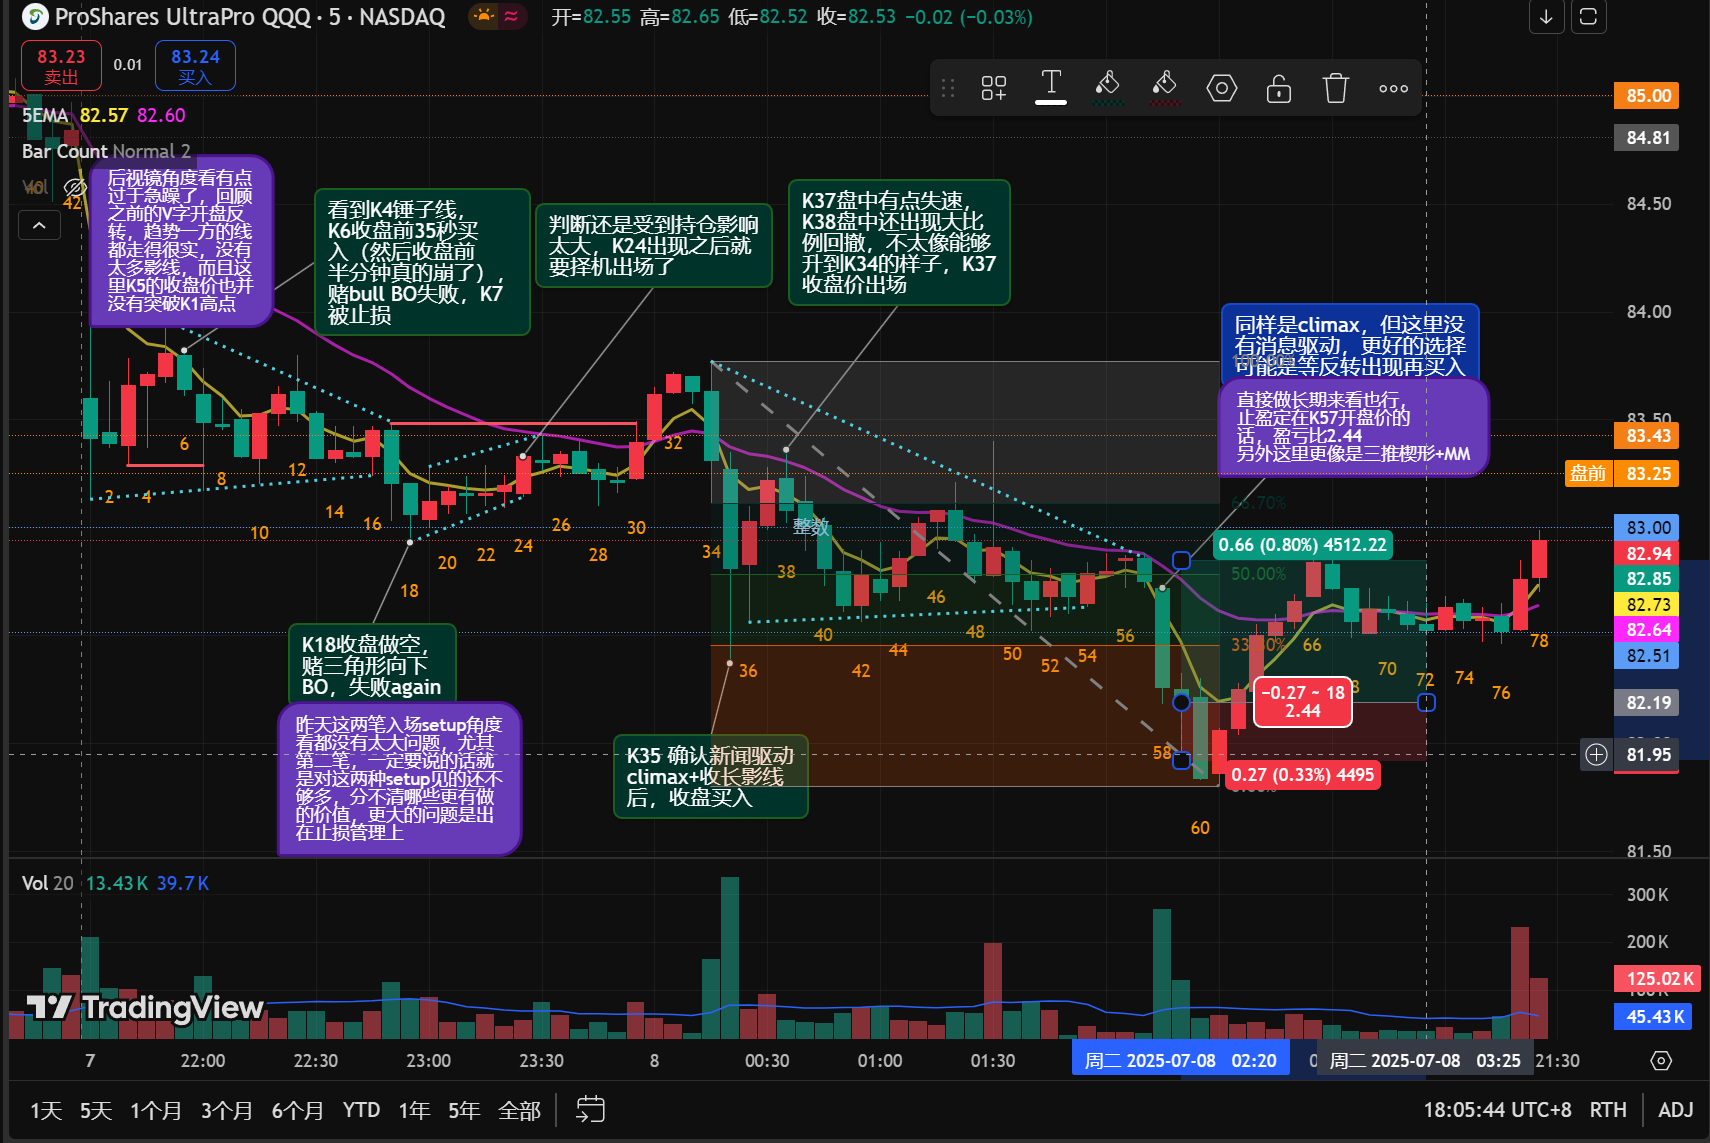 ProShares UltraPro QQQ · 5 · NASDAQ
开=82.55 高=82.65 低=82.52 收=82.53 −0.02 (−0.03%)
83.23
卖出
0.01
83.24
买入
5EMA 82.57 82.60
Bar Count Normal 2
Vol
40
42
后视镜角度看有点
过于急躁了，回顾
之前的V字开盘反
转，趋势一方的线
都走得很实，没有
太多影线，而且这
里K5的收盘价也并
没有突破K1高点
看到K4锤子线，
K6收盘前35秒买
入（然后收盘前
半分钟真的崩了），
赌bull BO失败，K7
被止损
判断还是受到持仓影响
太大，K24出现之后就
要择机出场了
K37盘中有点失速，
K38盘中还出现大比
例回撤，不太像能够
升到K34的样子，K37
收盘价出场
同样是climax，但这里没
有消息驱动，更好的选择
可能是等反转出现再买入
直接做长期来看也行，
止盈定在K57开盘价的
话，盈亏比2.44
另外这里更像是三推楔形+MM
66.70%
整数
0.66 (0.80%) 4512.22
50.00%
−0.27 ~ 18
2.44
0.27 (0.33%) 4495
K18收盘做空，
赌三角形向下
BO，失败again
昨天这两笔入场setup角度
看都没有太大问题，尤其
第二笔，一定要说的话就
是对这两种setup见的还不
够多，分不清哪些更有做
的价值，更大的问题是出
在止损管理上
K35 确认新闻驱动
climax+收长影线
后，收盘买入
2
4
6
8
10
12
14
16
18
20
22
24
26
28
30
32
34
36
38
40
42
44
46
48
50
52
54
56
58
60
66
70
72
74
76
78
85.00
84.81
84.50
84.00
83.50
83.43
盘前 83.25
83.00
82.94
82.85
82.73
82.64
82.51
82.19
81.95
81.50
Vol 20 13.43 K 39.7 K
300 K
200 K
125.02 K
45.43 K
TradingView
7
22:00
22:30
23:00
23:30
8
00:30
01:00
01:30
周二 2025-07-08 02:20
周二 2025-07-08 03:25
21:30
1天 5天 1个月 3个月 6个月 YTD 1年 5年 全部
18:05:44 UTC+8 RTH ADJ